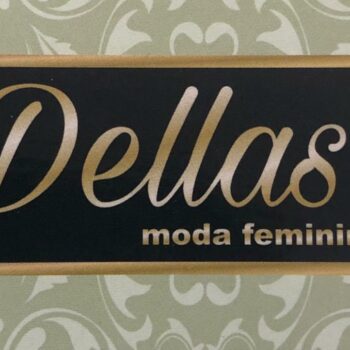 Dellas
moda feminin